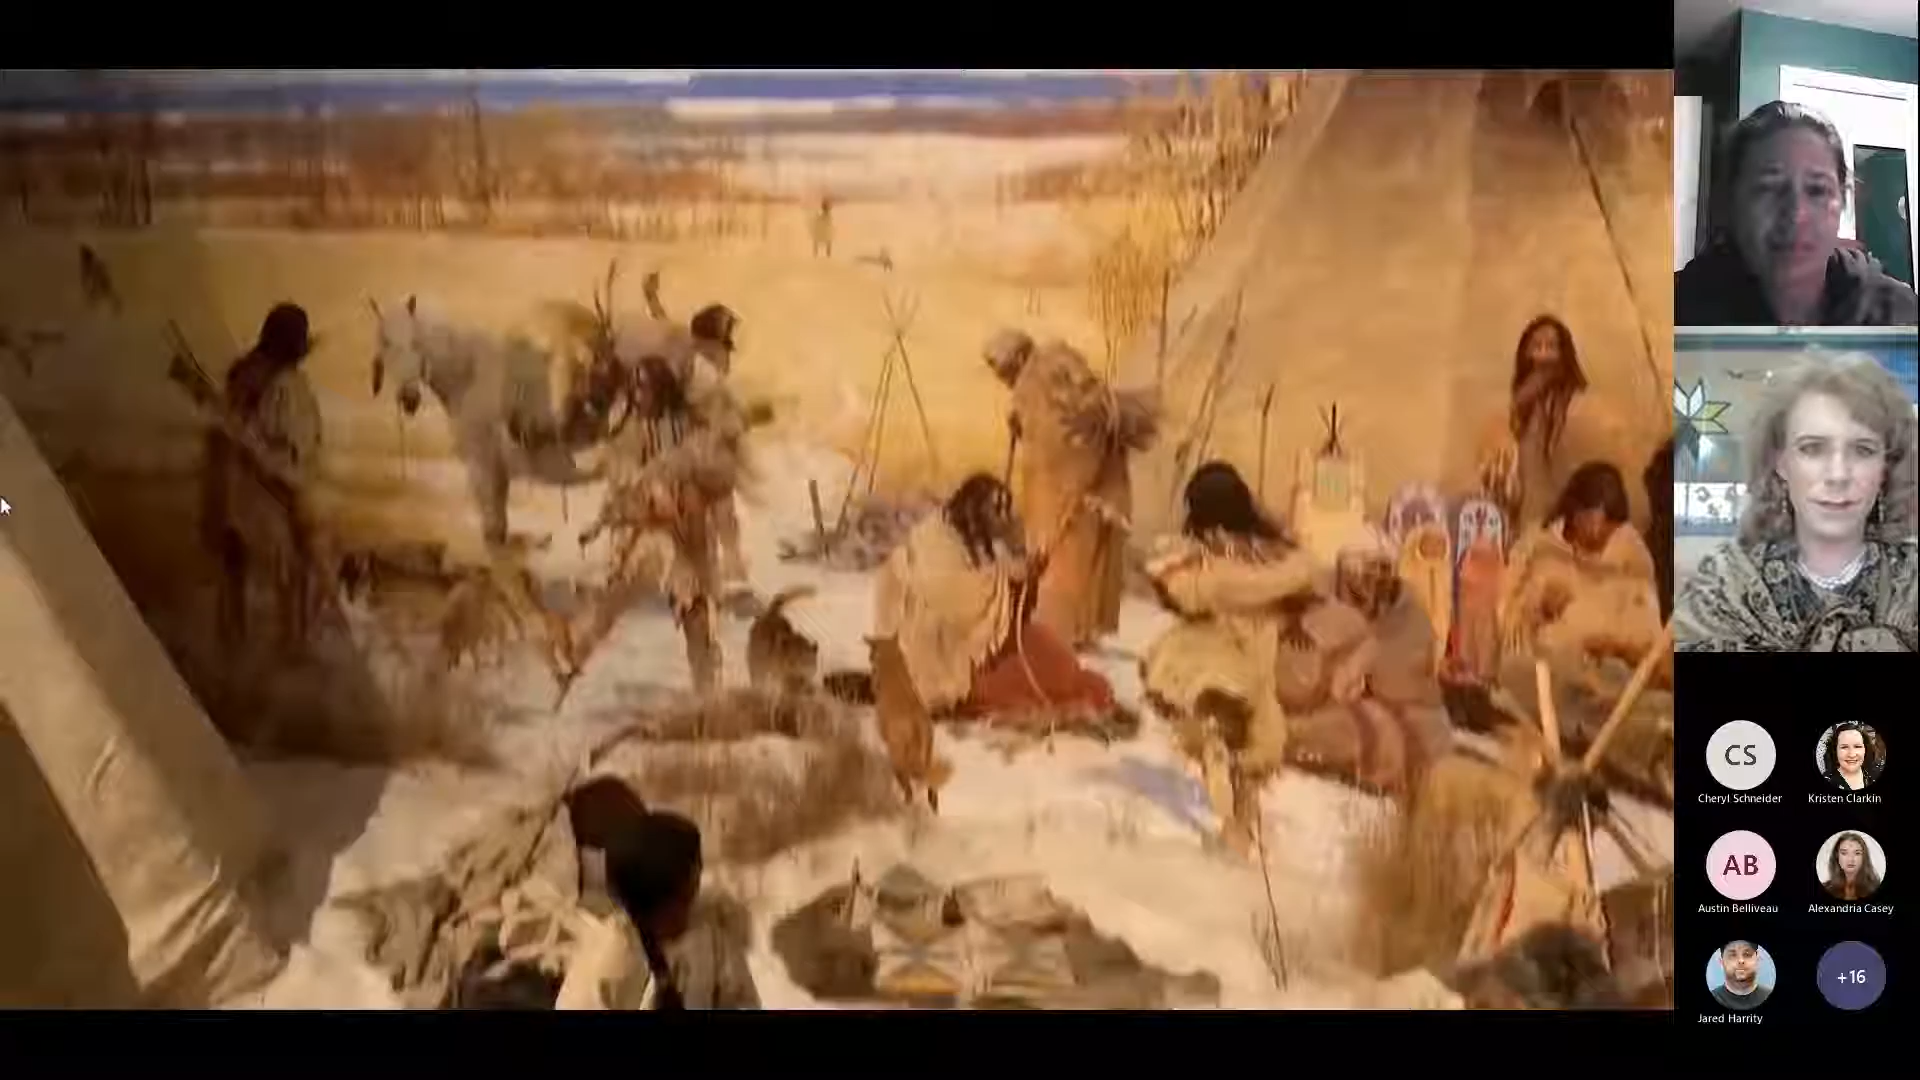 CS
Cheryl Schneider
Kristen Clarkin
AB
Austin Belliveau
Alexandria Casey
Jared Harrity
+16